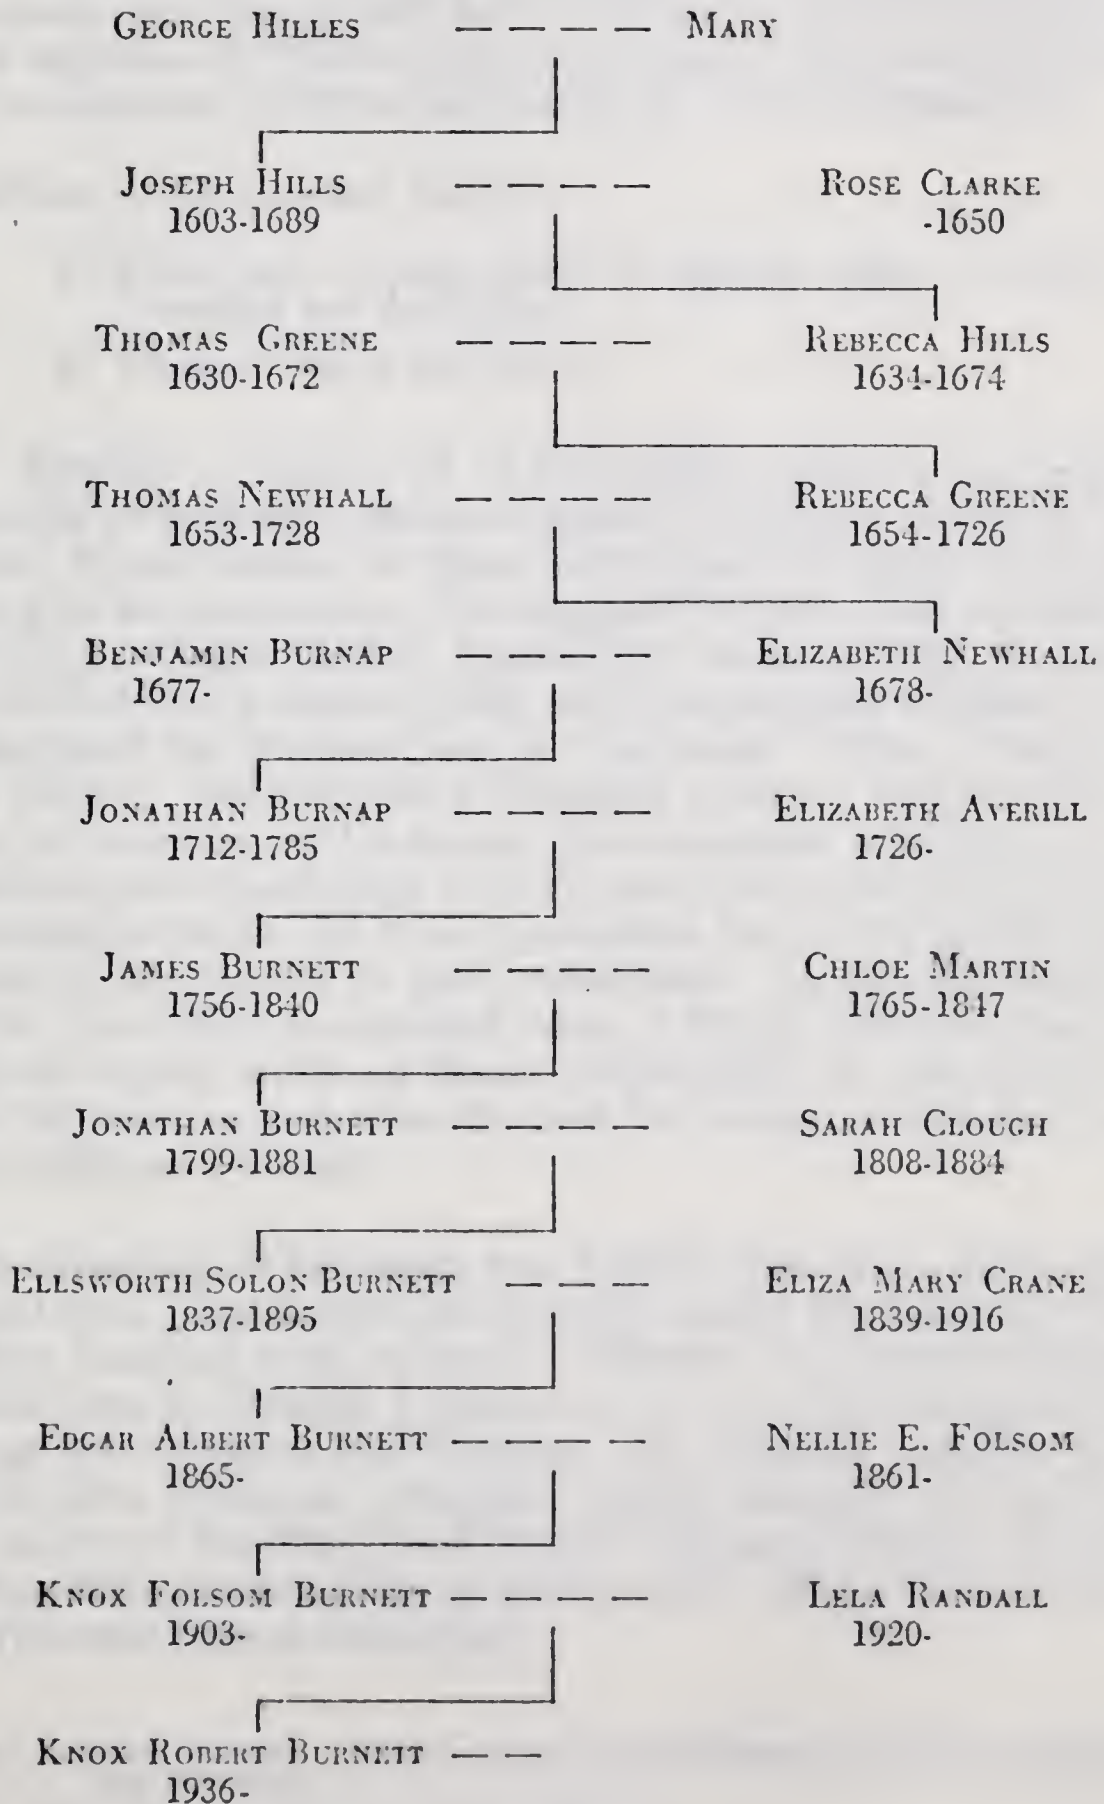 GEORGE HILLES — — — — MARY
JOSEPH HILLS — — — — ROSE CLARKE
1603-1689 -1650
THOMAS GREENE — — — — REBECCA HILLS
1630-1672 1634-1674
THOMAS NEWHALL — — — — REBECCA GREENE
1653-1728 1654-1726
BENJAMIN BURNAP — — — — ELIZABETH NEWHALL
1677- 1678-
JONATHAN BURNAP — — — — ELIZABETH AVERILL
1712-1785 1726-
JAMES BURNETT — — — — CHLOE MARTIN
1756-1840 1765-1847
JONATHAN BURNETT — — — — SARAH CLOUGH
1799-1881 1808-1884
ELLSWORTH SOLON BURNETT — — — ELIZA MARY CRANE
1837-1895 1839-1916
EDGAR ALBERT BURNETT — — — — NELLIE E. FOLSOM
1865- 1861-
KNOX FOLSOM BURNETT — — — — LELA RANDALL
1903- 1920-
KNOX ROBERT BURNETT — —
1936-